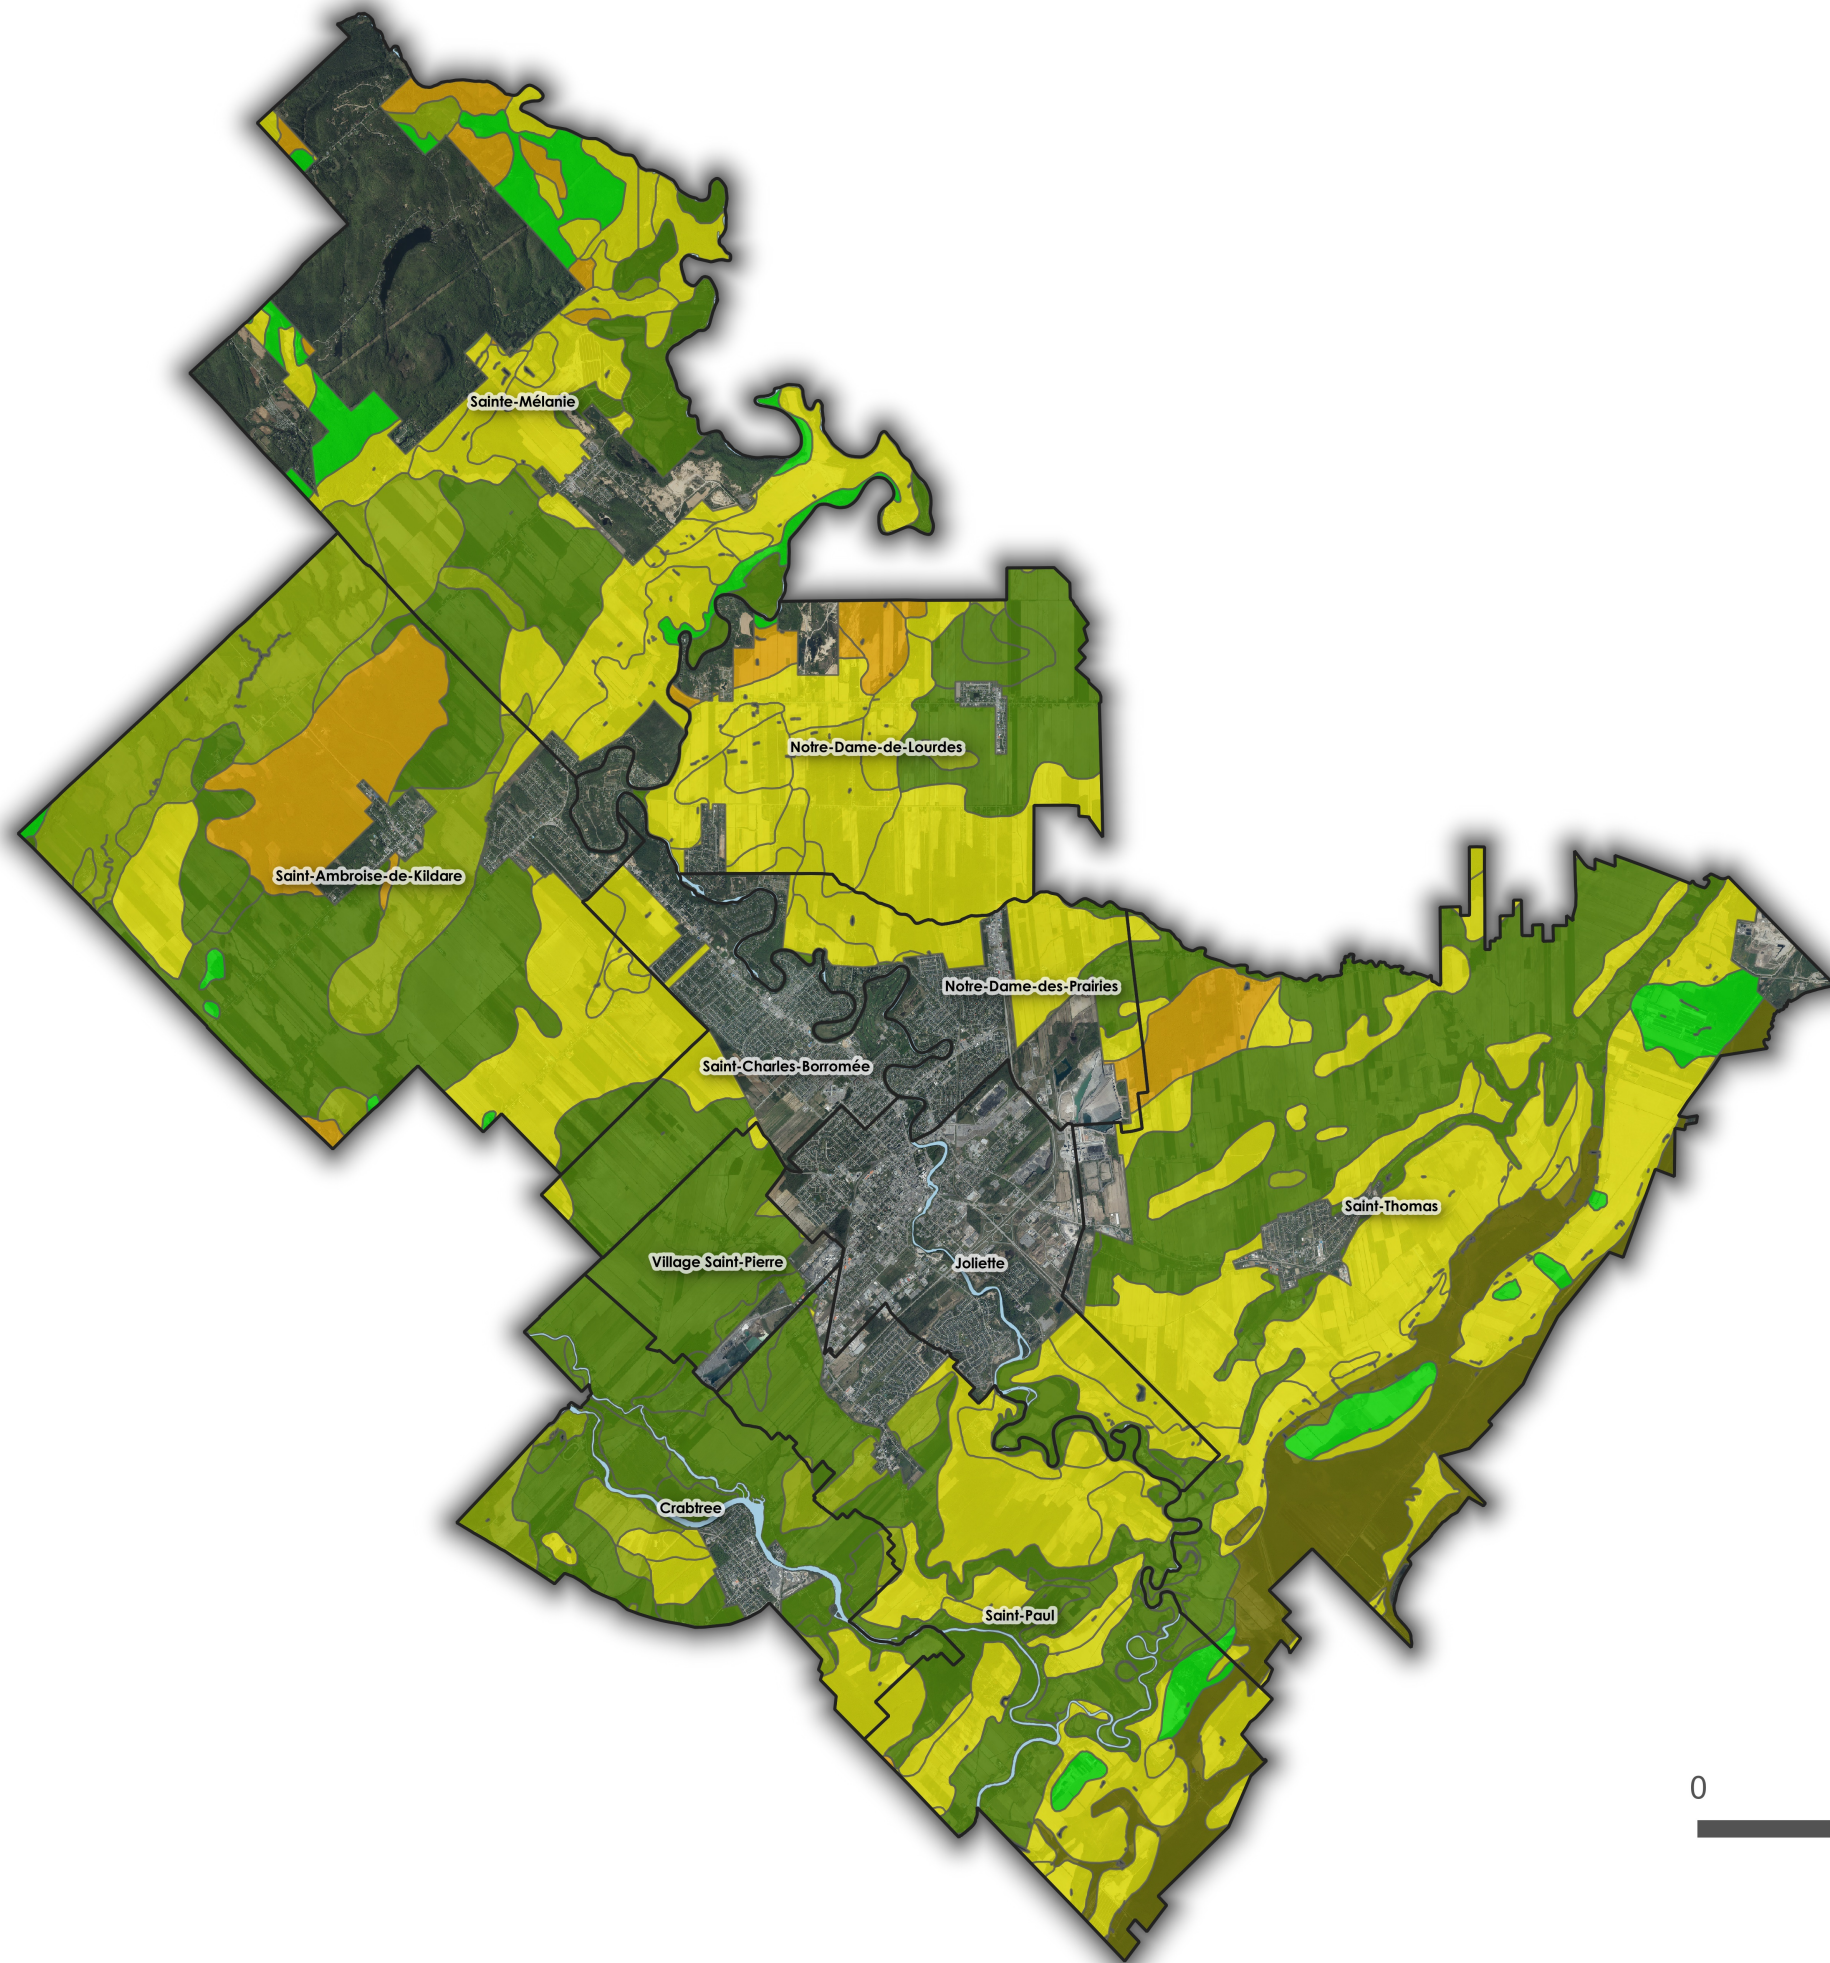 Sainte-Mélanie
Notre-Dame-de-Lourdes
Saint-Ambroise-de-Kildare
Notre-Dame-des-Prairies
Saint-Charles-Borromée
Saint-Thomas
Village Saint-Pierre
Joliette
Crabtree
Saint-Paul
0